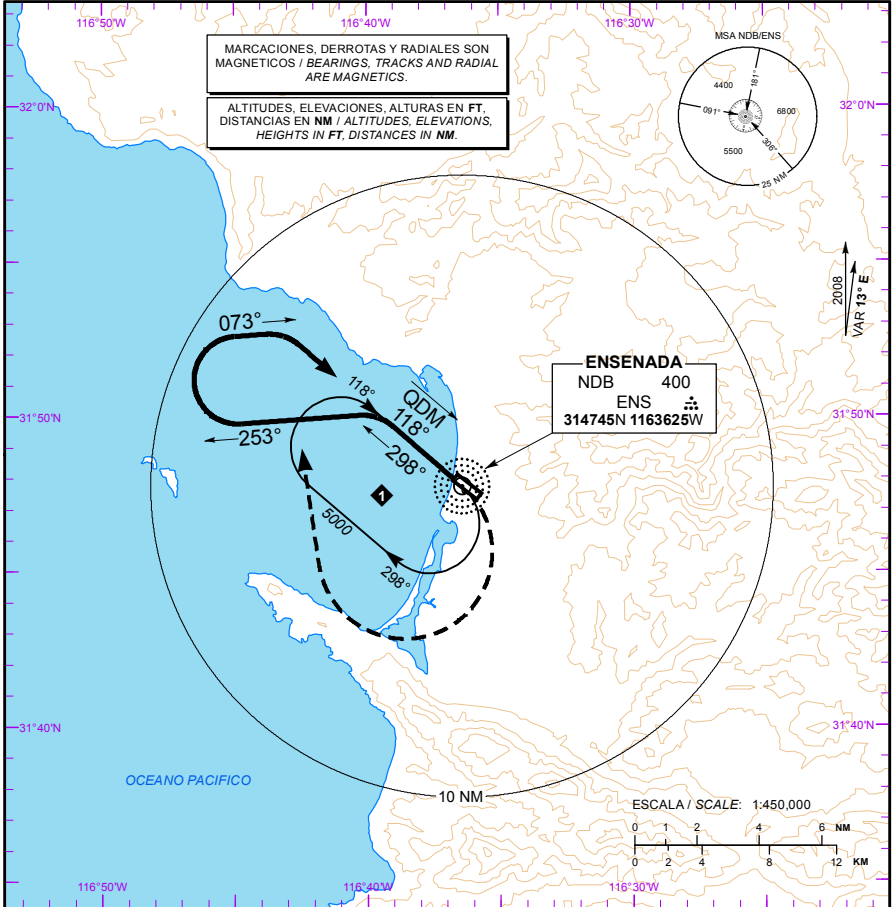 116°50'W
116°40'W
116°30'W
MARCACIONES, DERROTAS Y RADIALES SON
MAGNETICOS / BEARINGS, TRACKS AND RADIAL
ARE MAGNETICS.
ALTITUDES, ELEVACIONES, ALTURAS EN FT,
DISTANCIAS EN NM / ALTITUDES, ELEVATIONS,
HEIGHTS IN FT, DISTANCES IN NM.
MSA NDB/ENS
4400
181°
091°
6800
306°
5500
25 NM
32°0'N
32°0'N
2008
VAR 13° E
073°
118°
QDM
118°
253°
298°
1
5000
298°
ENSENADA
NDB 400
ENS
314745N 1163625W
31°50'N
31°50'N
31°40'N
31°40'N
OCEANO PACIFICO
10 NM
ESCALA / SCALE: 1:450,000
0 1 2 4 6 NM
0 2 4 8 12 KM
116°50'W
116°40'W
116°30'W